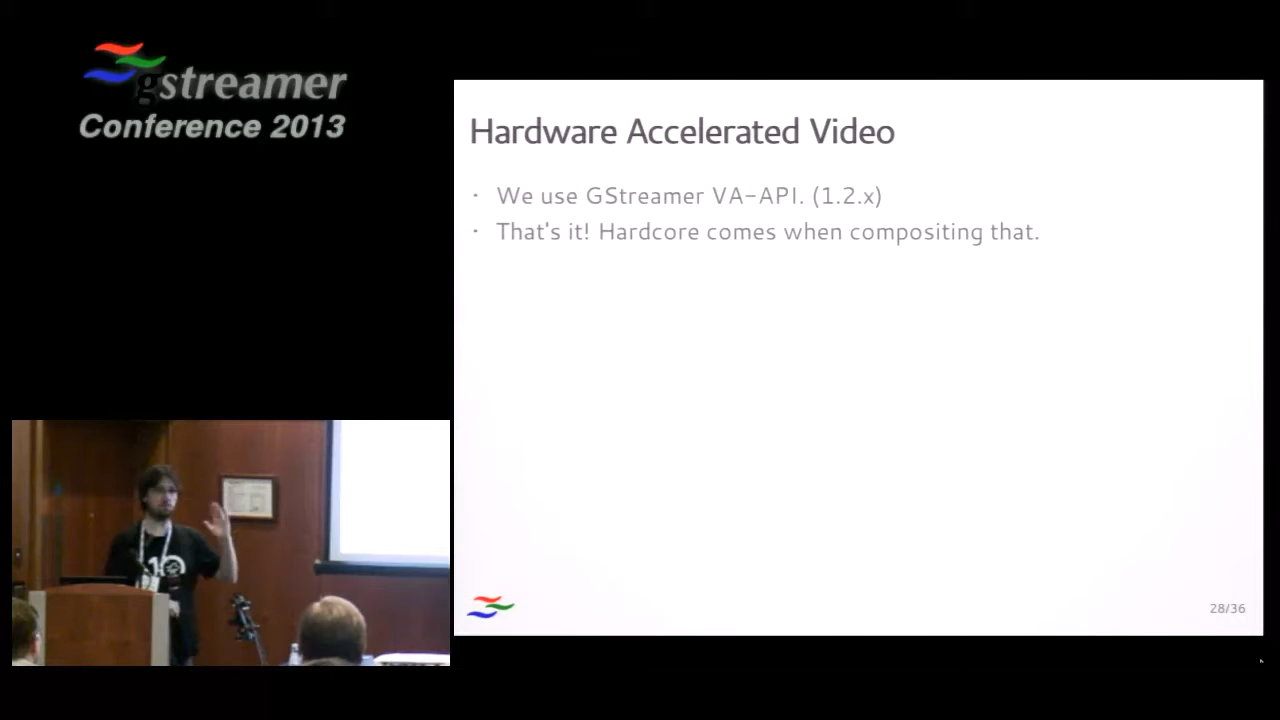 gstreamer
Conference 2013
Hardware Accelerated Video
· We use GStreamer VA-API. (1.2.x)
· That's it! Hardcore comes when compositing that.
10
28/36